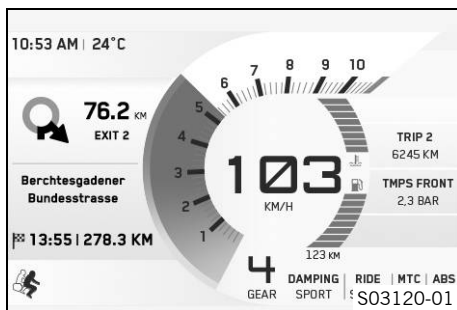 10:53 AM | 24°C
76.2 KM
EXIT 2
Berchtesgadener
Bundesstrasse
13:55 | 278.3 KM
1
2
3
4
5
6
7
8
9
10
103
KM/H
123 KM
4
GEAR
TRIP 2
6245 KM
TMPS FRONT
2,3 BAR
DAMPING | RIDE | MTC | ABS
SPORT
S03120-01